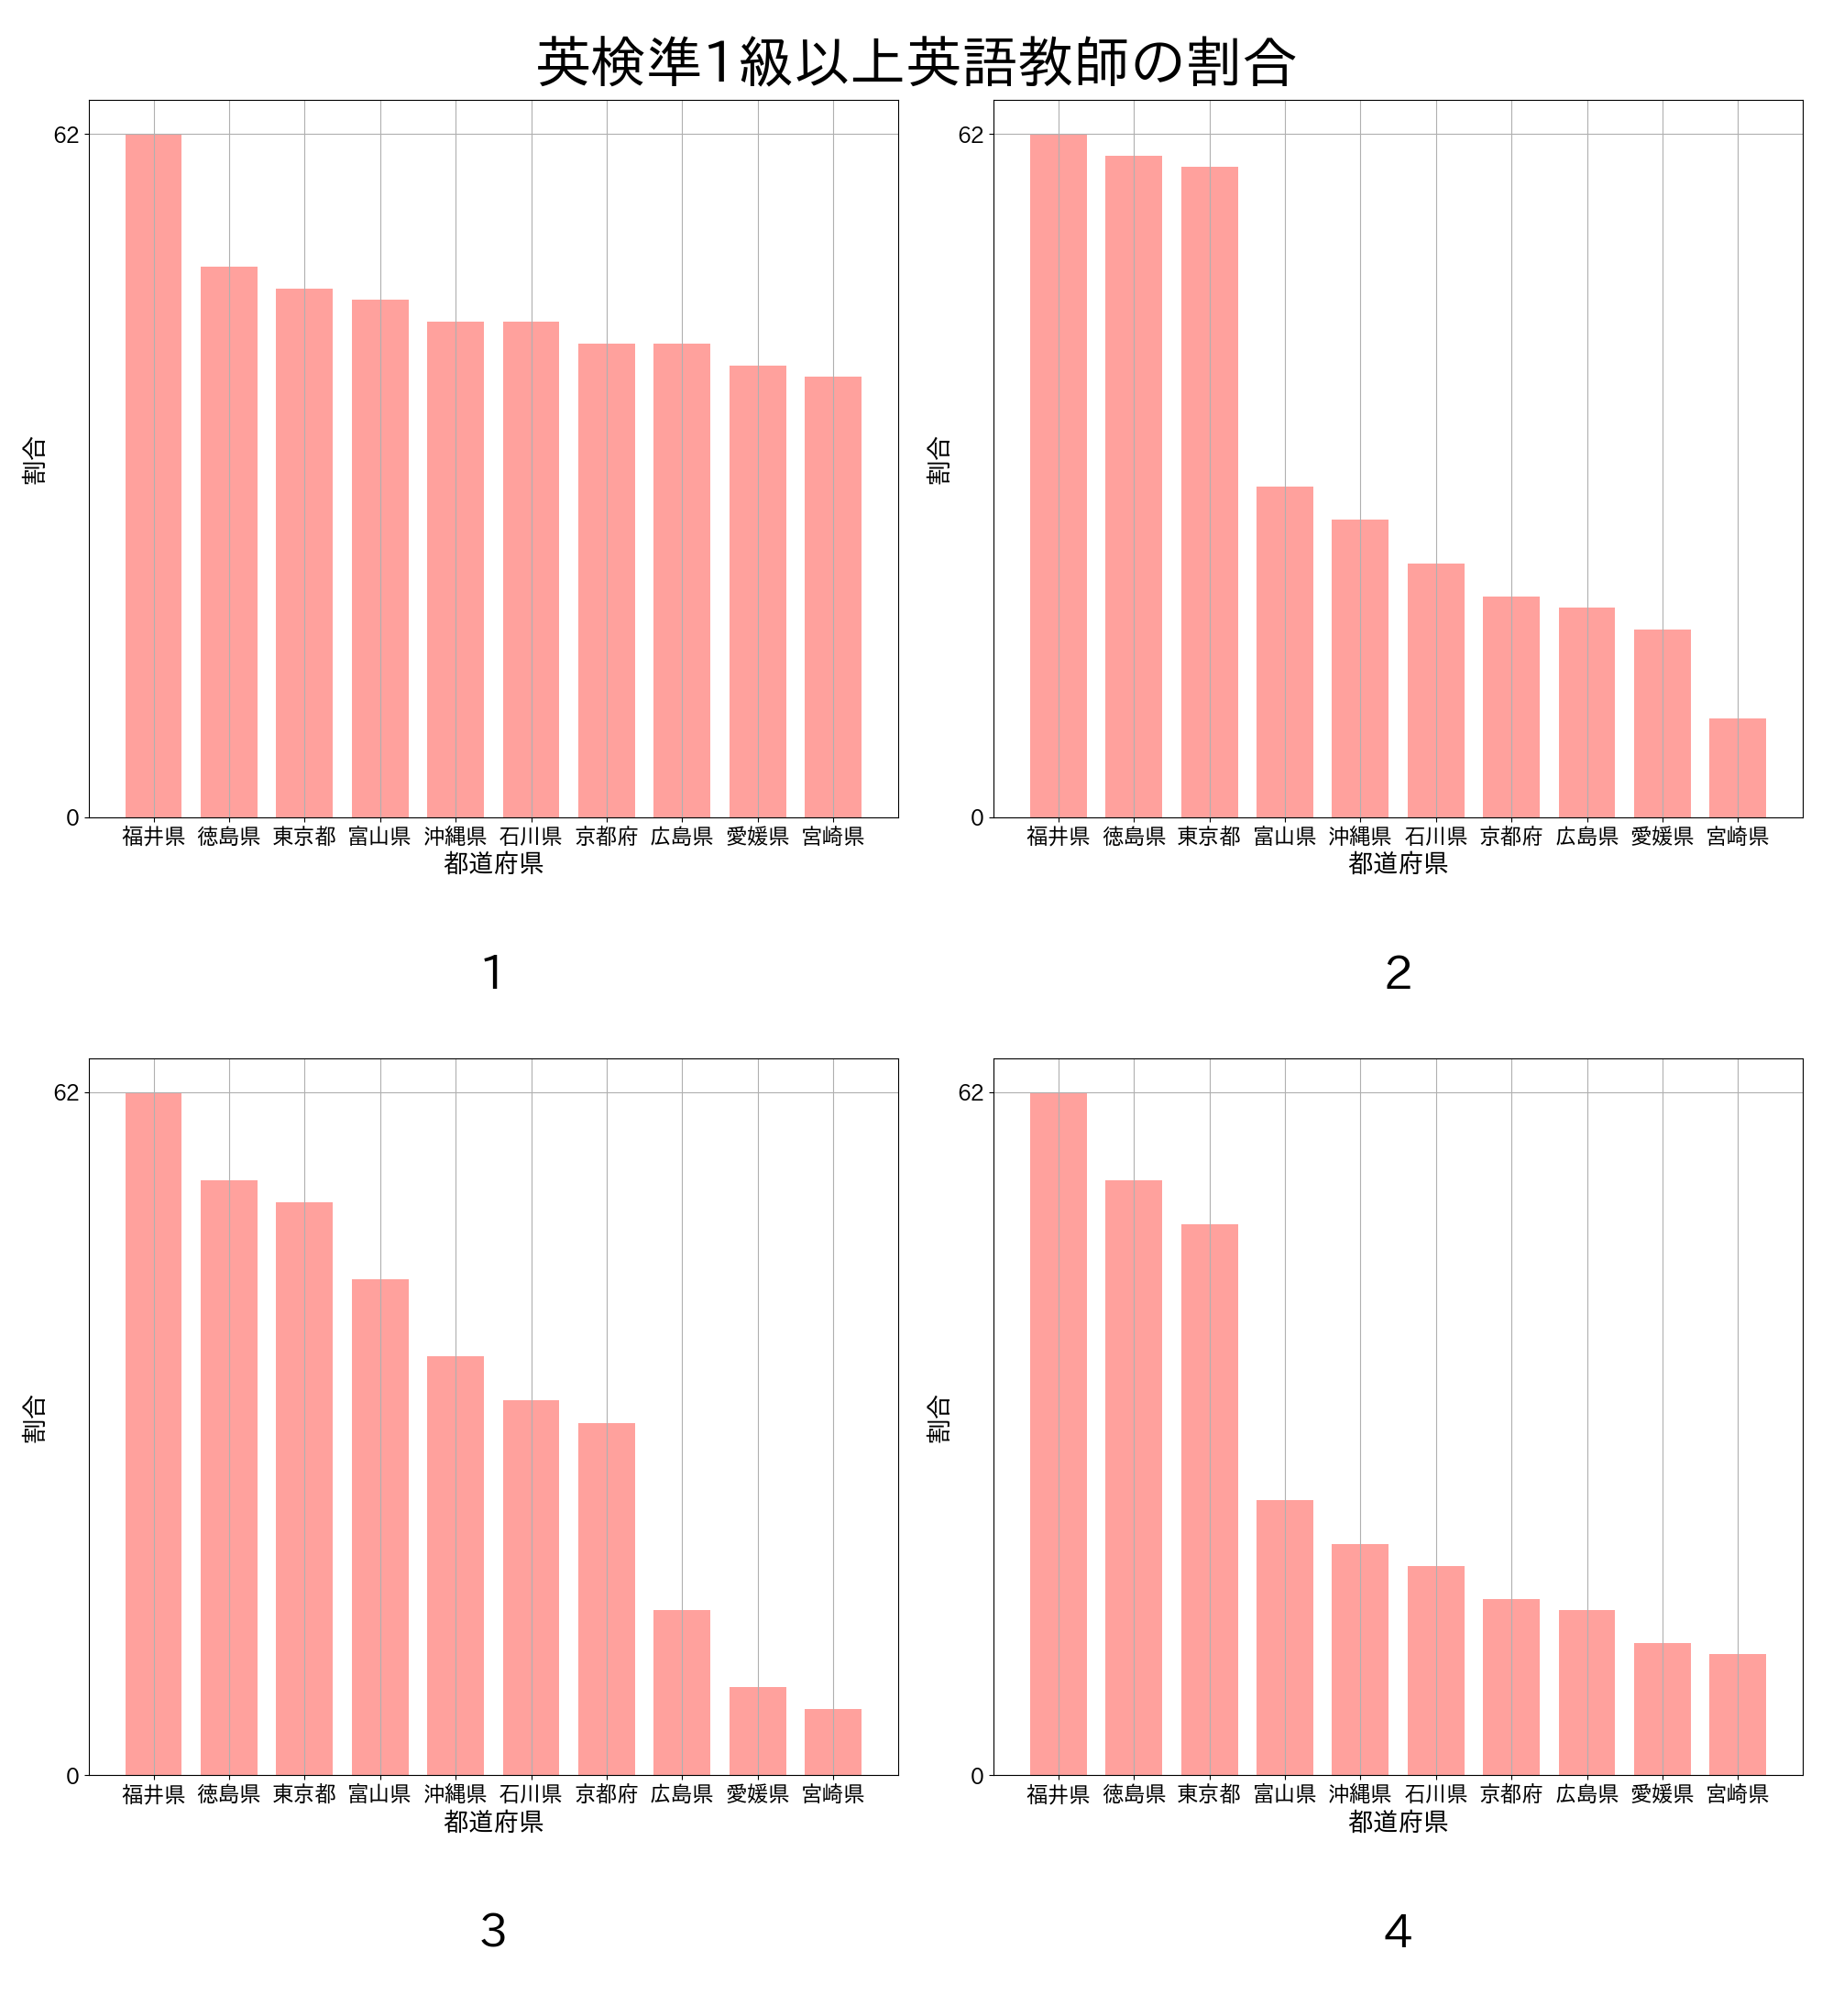 英検準1級以上英語教師の割合
62
0
割合
福井県 徳島県 東京都 富山県 沖縄県 石川県 京都府 広島県 愛媛県 宮崎県
都道府県
1
62
0
割合
福井県 徳島県 東京都 富山県 沖縄県 石川県 京都府 広島県 愛媛県 宮崎県
都道府県
2
62
0
割合
福井県 徳島県 東京都 富山県 沖縄県 石川県 京都府 広島県 愛媛県 宮崎県
都道府県
3
62
0
割合
福井県 徳島県 東京都 富山県 沖縄県 石川県 京都府 広島県 愛媛県 宮崎県
都道府県
4